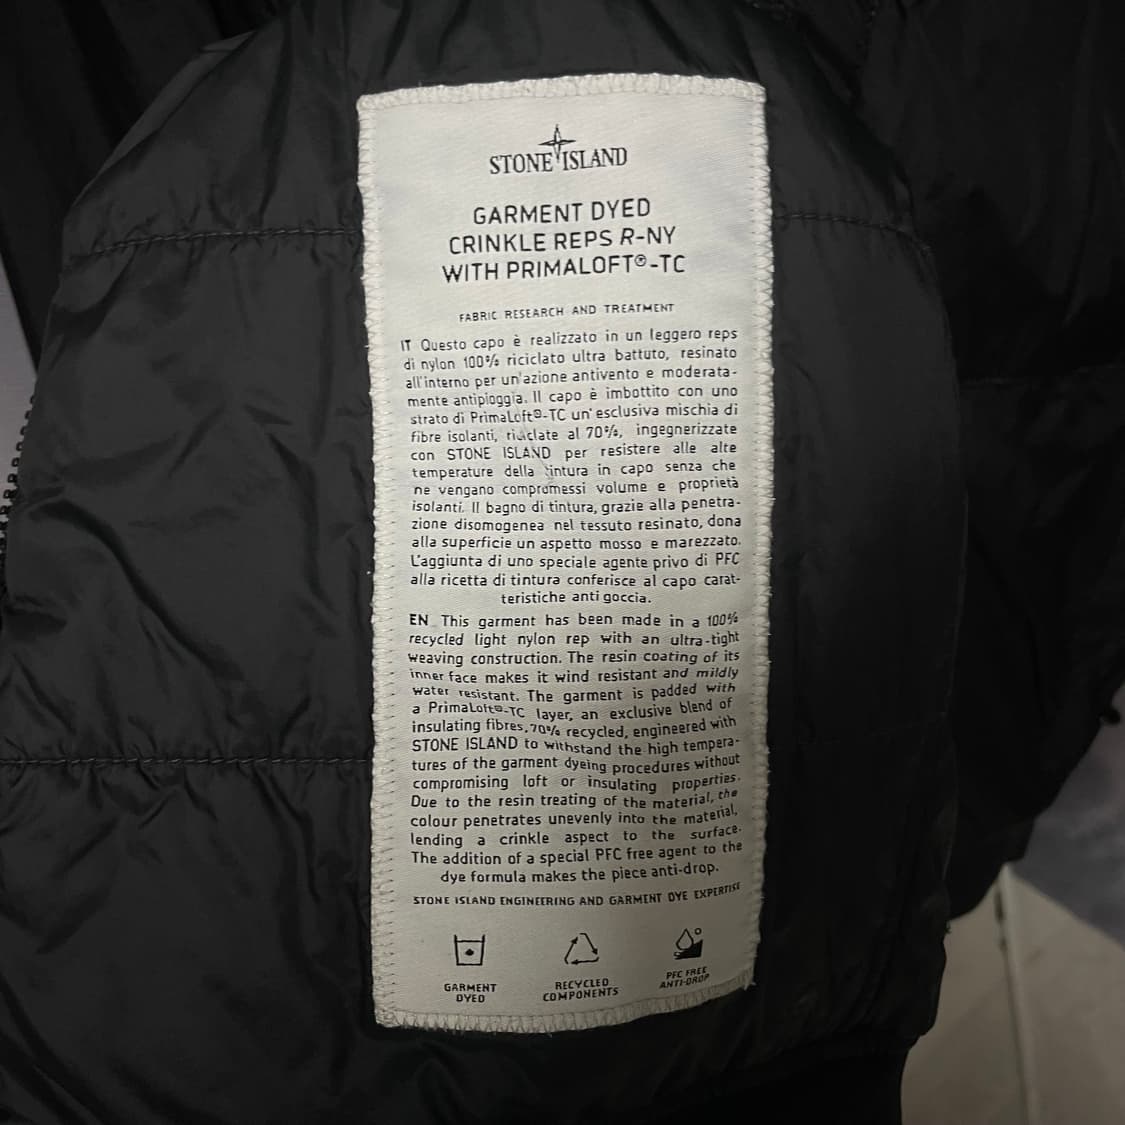 STONE ISLAND
GARMENT DYED
CRINKLE REPS R-NY
WITH PRIMALOFT®-TC
FABRIC RESEARCH AND TREATMENT
IT Questo capo è realizzato in un leggero reps
di nylon 100% riciclato ultra battuto, resinato
all'interno per un'azione antivento e moderata-
mente antipioggia. Il capo è imbottito con uno
strato di PrimaLoft®-TC un'esclusiva mischia di
fibre isolanti, riciclate al 70%, ingegnerizzate
con STONE ISLAND per resistere alle alte
temperature della tintura in capo senza che
ne vengano compromessi volume e proprietà
isolanti. Il bagno di tintura, grazie alla penetra-
zione disomogenea nel tessuto resinato, dona
alla superficie un aspetto mosso e marezzato.
L'aggiunta di uno speciale agente privo di PFC
alla ricetta di tintura conferisce al capo carat-
teristiche anti goccia.
EN This garment has been made in a 100%
recycled light nylon rep with an ultra-tight
weaving construction. The resin coating of its
inner face makes it wind resistant and mildly
water resistant. The garment is padded with
a PrimaLoft®-TC layer, an exclusive blend of
insulating fibres, 70% recycled, engineered with
STONE ISLAND to withstand the high tempera-
tures of the garment dyeing procedures without
compromising loft or insulating properties.
Due to the resin treating of the material, the
colour penetrates unevenly into the material,
lending a crinkle aspect to the surface.
The addition of a special PFC free agent to the
dye formula makes the piece anti-drop.
STONE ISLAND ENGINEERING AND GARMENT DYE EXPERTISE
GARMENT
DYED
RECYCLED
COMPONENTS
PFC FREE
ANTI-DROP